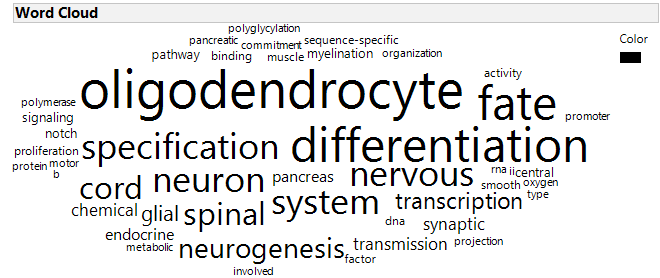 Word Cloud
Color
polyglycylation
pancreatic commitment sequence-specific
pathway binding muscle myelination organization
oligodendrocyte fate activity
polymerase promoter
signaling
notch
specification differentiation
proliferation
protein motor
b
cord neuron pancreas nervous rna ii central
smooth oxygen
type
chemical glial spinal system transcription
dna synaptic
endocrine
metabolic neurogenesis transmission projection
factor
involved